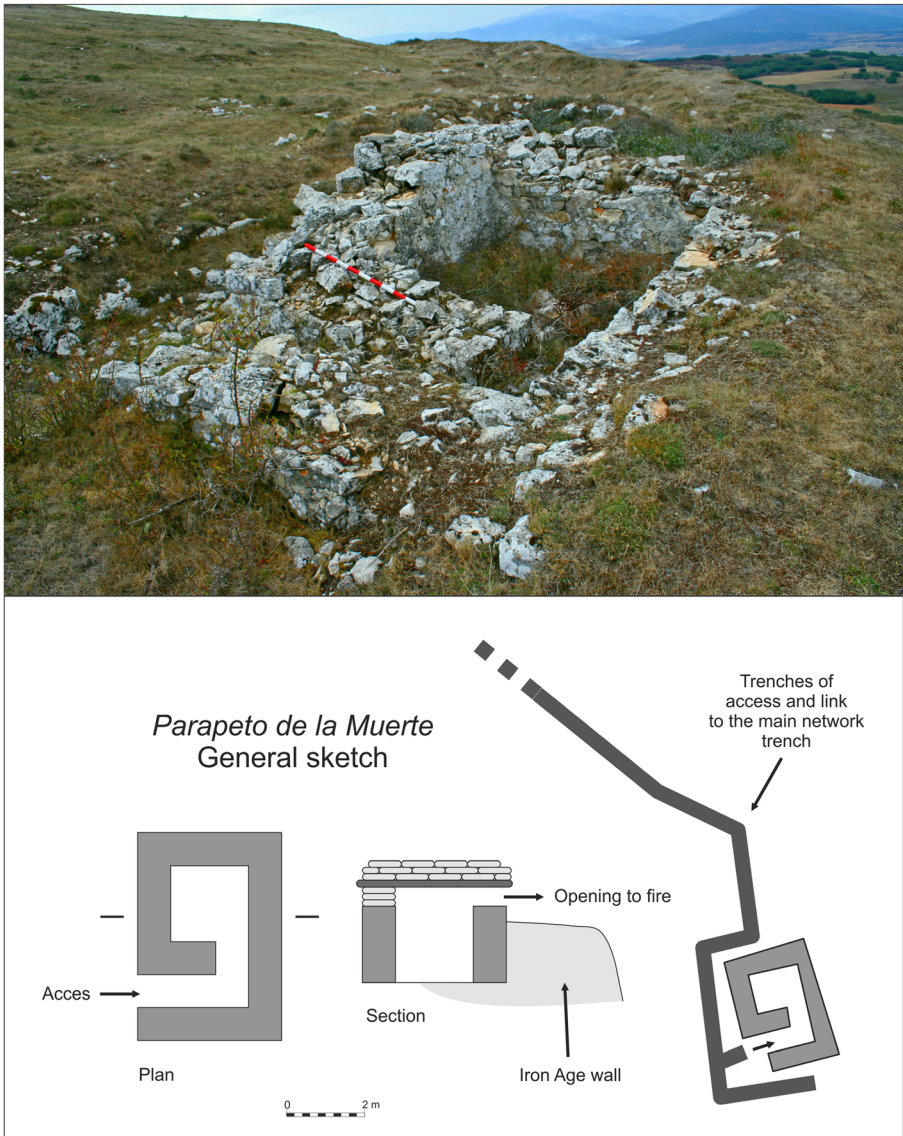 Parapeto de la Muerte
General sketch
Trenches of
access and link
to the main network
trench
Opening to fire
Acces
Section
Plan
Iron Age wall
0 2 m